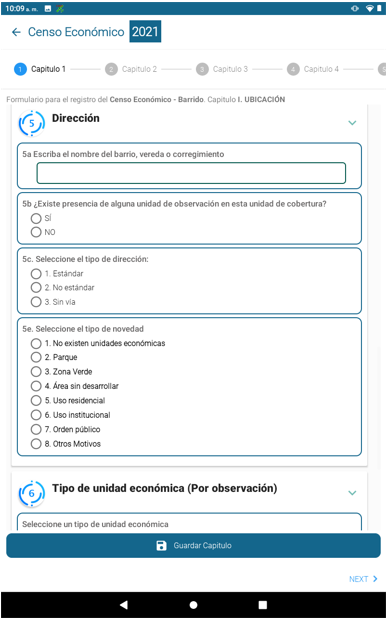 10:09 a. m.
Censo Económico 2021
1 Capitulo 1 2 Capitulo 2 3 Capitulo 3 4 Capitulo 4 5
Formulario para el registro del Censo Económico - Barrido. Capitulo I. UBICACIÓN
5 Dirección
5a Escriba el nombre del barrio, vereda o corregimiento
5b ¿Existe presencia de alguna unidad de observación en esta unidad de cobertura?
SÍ
NO
5c. Seleccione el tipo de dirección:
1. Estándar
2. No estándar
3. Sin vía
5e. Seleccione el tipo de novedad
1. No existen unidades económicas
2. Parque
3. Zona Verde
4. Área sin desarrollar
5. Uso residencial
6. Uso institucional
7. Orden público
8. Otros Motivos
6 Tipo de unidad económica (Por observación)
Seleccione un tipo de unidad económica
Guardar Capitulo
NEXT